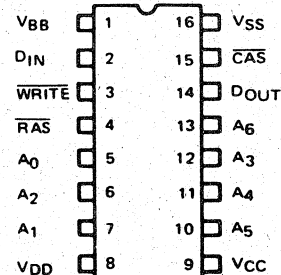 VBB 1 16 VSS
DIN 2 15 CAS
WRITE 3 14 DOUT
RAS 4 13 A6
A0 5 12 A3
A2 6 11 A4
A1 7 10 A5
VDD 8 9 VCC